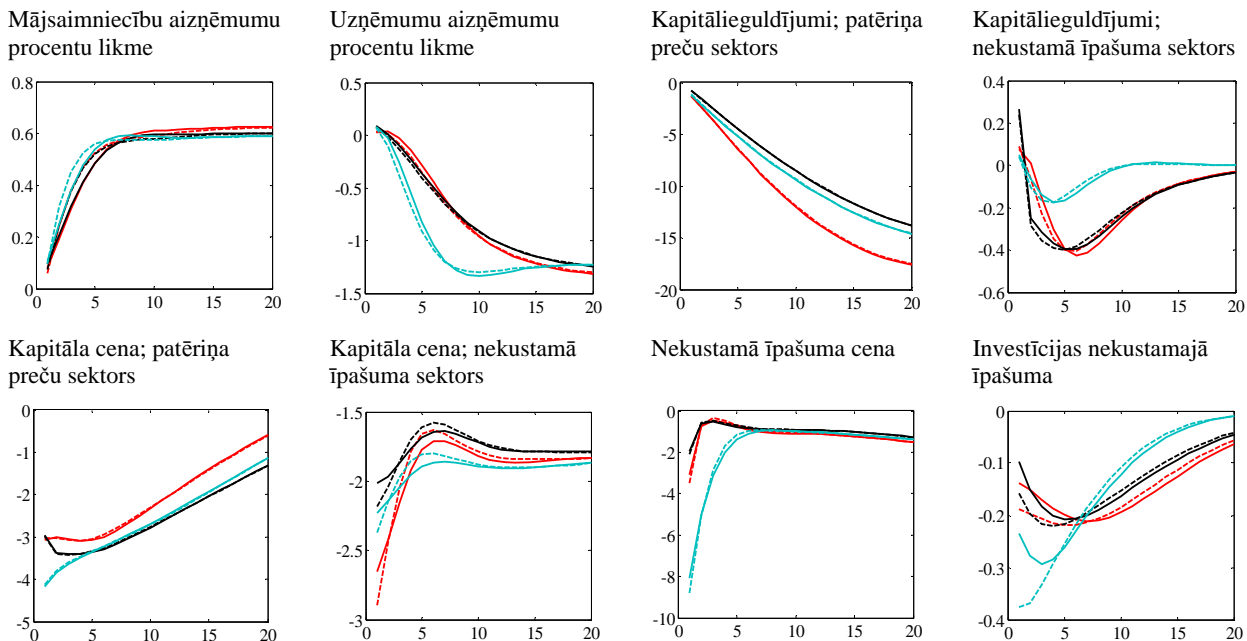 Mājsaimniecību aizņēmumu
procentu likme
Uzņēmumu aizņēmumu
procentu likme
Kapitālieguldījumi; patēriņa
preču sektors
Kapitālieguldījumi;
nekustamā īpašuma sektors
0.8
0.6
0.4
0.2
0
0 5 10 15 20
0.5
0
-0.5
-1
-1.5
0 5 10 15 20
0
-5
-10
-15
-20
0 5 10 15 20
0.4
0.2
0
-0.2
-0.4
-0.6
0 5 10 15 20
Kapitāla cena; patēriņa
preču sektors
Kapitāla cena; nekustamā
īpašuma sektors
Nekustamā īpašuma cena
Investīcijas nekustamajā
īpašuma
0
-1
-2
-3
-4
-5
0 5 10 15 20
-1.5
-2
-2.5
-3
0 5 10 15 20
0
-2
-4
-6
-8
-10
0 5 10 15 20
0
-0.1
-0.2
-0.3
-0.4
0 5 10 15 20